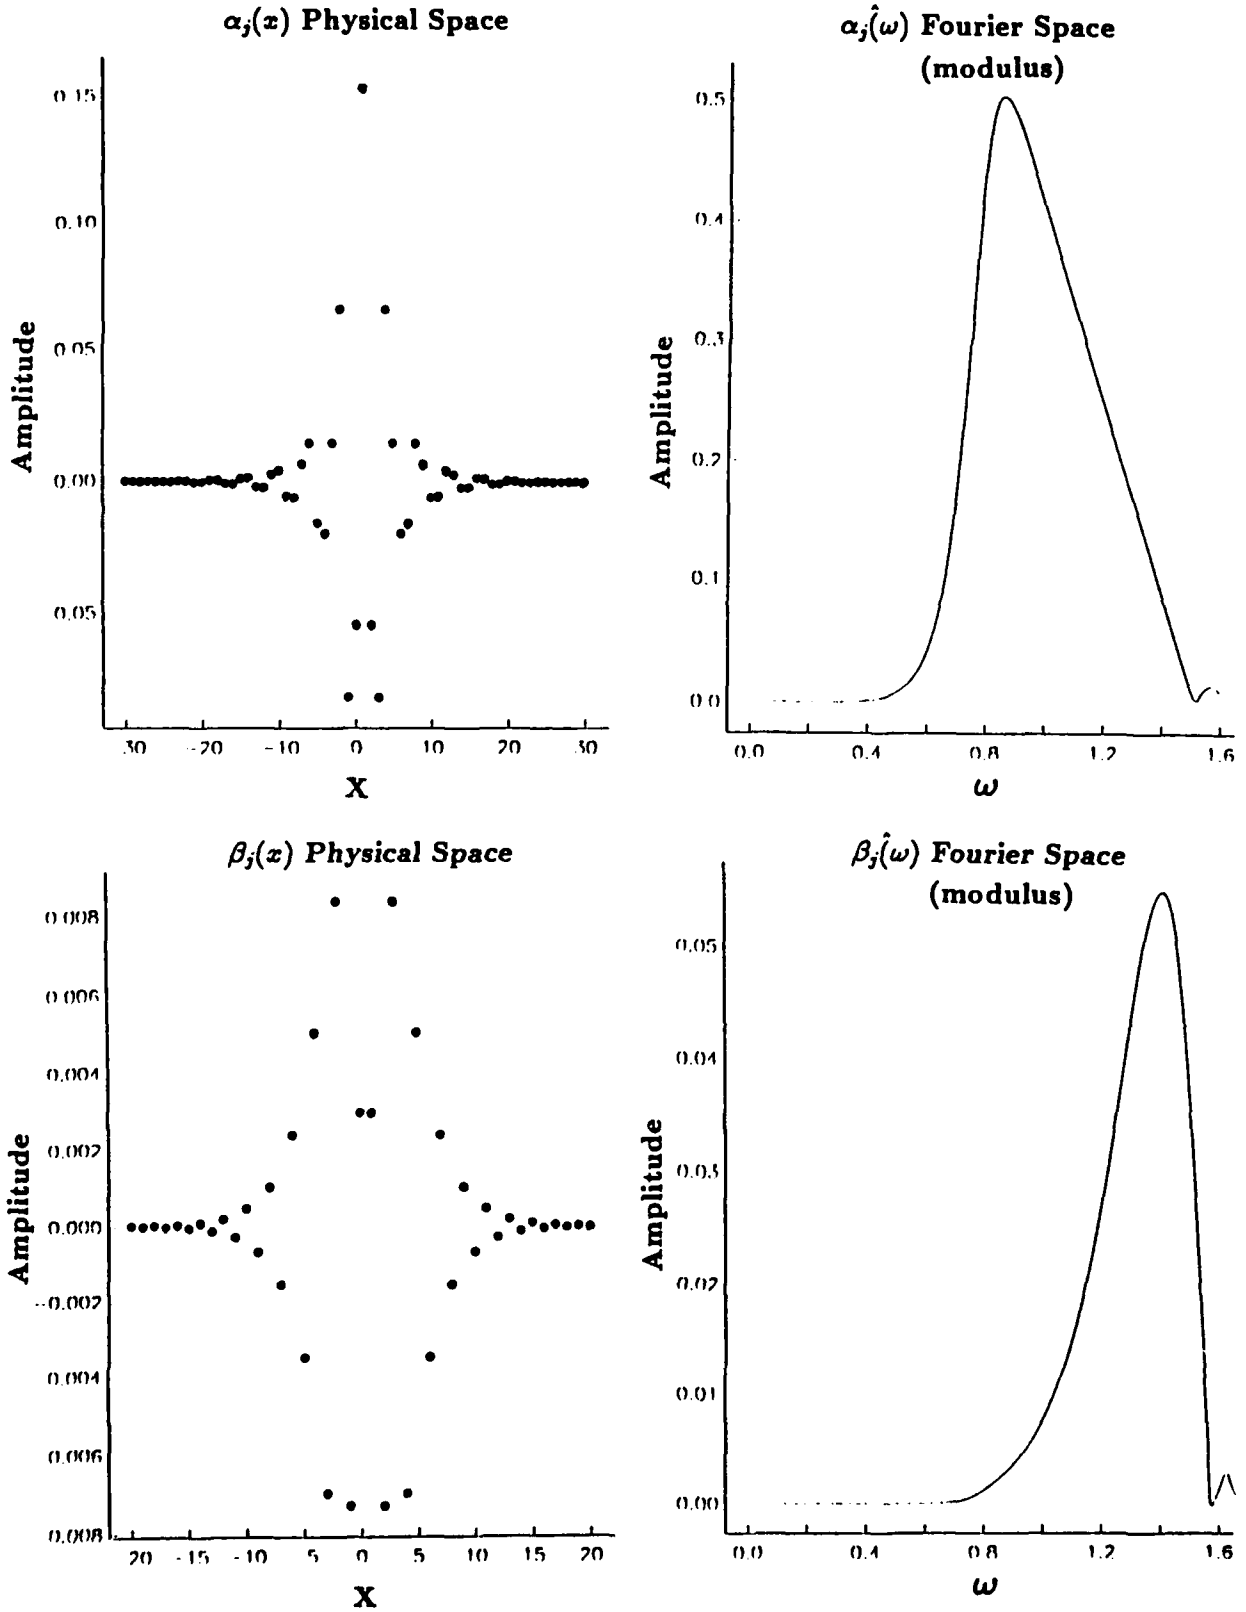 α_j(x) Physical Space
0.15
0.10
0.05
0.00
0.05
Amplitude
30 -20 -10 0 10 20 30
X
α_ĵ(ω) Fourier Space
(modulus)
0.5
0.4
0.3
0.2
0.1
0.0
Amplitude
0.0 0.4 0.8 1.2 1.6
ω
β_j(x) Physical Space
0.008
0.006
0.004
0.002
0.000
-0.002
0.004
0.006
0.008
Amplitude
20 -15 -10 5 0 5 10 15 20
X
β_ĵ(ω) Fourier Space
(modulus)
0.05
0.04
0.03
0.02
0.01
0.00
Amplitude
0.0 0.4 0.8 1.2 1.6
ω